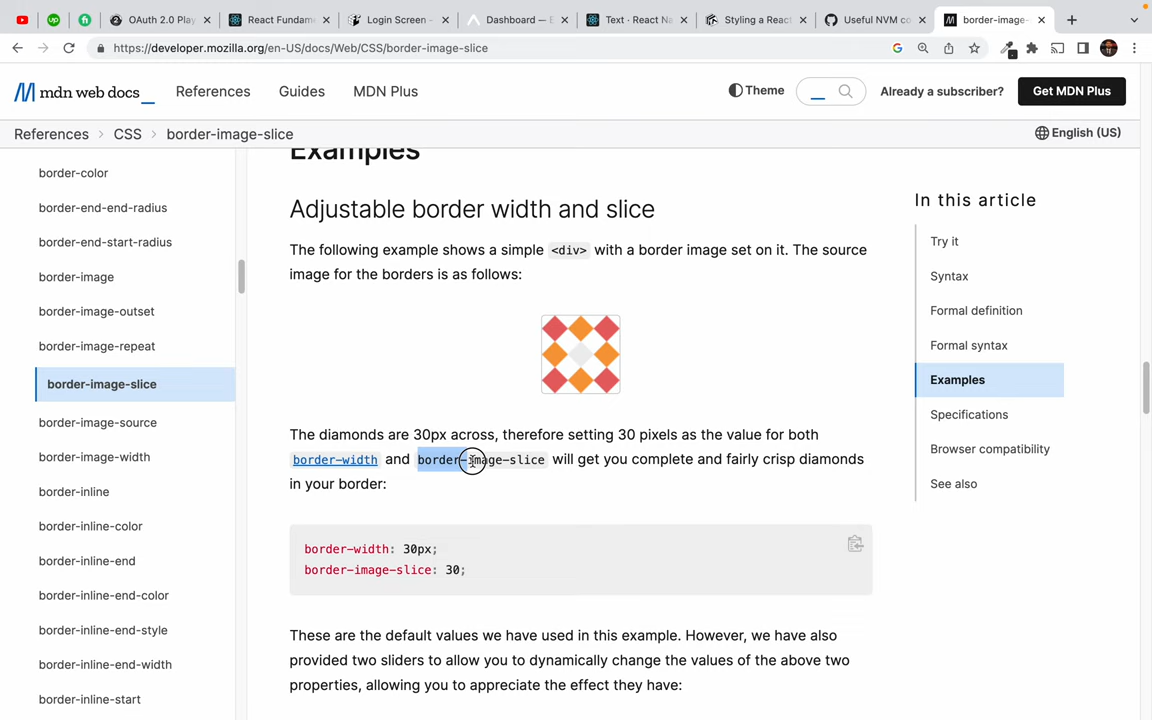 OAuth 2.0 Play
React Fundam
Login Screen –
Dashboard — E
Text · React Na
Styling a React
Useful NVM co
border-image-
https://developer.mozilla.org/en-US/docs/Web/CSS/border-image-slice
mdn web docs
References
Guides
MDN Plus
Theme
Already a subscriber?
Get MDN Plus
References
CSS
border-image-slice
English (US)
border-color
border-end-end-radius
border-end-start-radius
border-image
border-image-outset
border-image-repeat
border-image-slice
border-image-source
border-image-width
border-inline
border-inline-color
border-inline-end
border-inline-end-color
border-inline-end-style
border-inline-end-width
border-inline-start
Examples
Adjustable border width and slice
The following example shows a simple <div> with a border image set on it. The source
image for the borders is as follows:
The diamonds are 30px across, therefore setting 30 pixels as the value for both
border-width and border-image-slice will get you complete and fairly crisp diamonds
in your border:
border-width: 30px;
border-image-slice: 30;
These are the default values we have used in this example. However, we have also
provided two sliders to allow you to dynamically change the values of the above two
properties, allowing you to appreciate the effect they have:
In this article
Try it
Syntax
Formal definition
Formal syntax
Examples
Specifications
Browser compatibility
See also